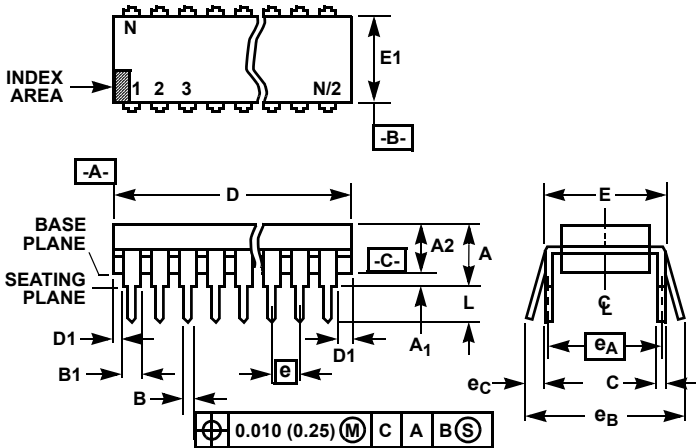 N
E1
INDEX
AREA
1 2 3 N/2
-B-
-A-
D
E
BASE
PLANE
A2
A
-C-
SEATING
PLANE
L
D1
A1
D1
eA
B1
e
eC
C
B
eB
0.010 (0.25) M C A B S